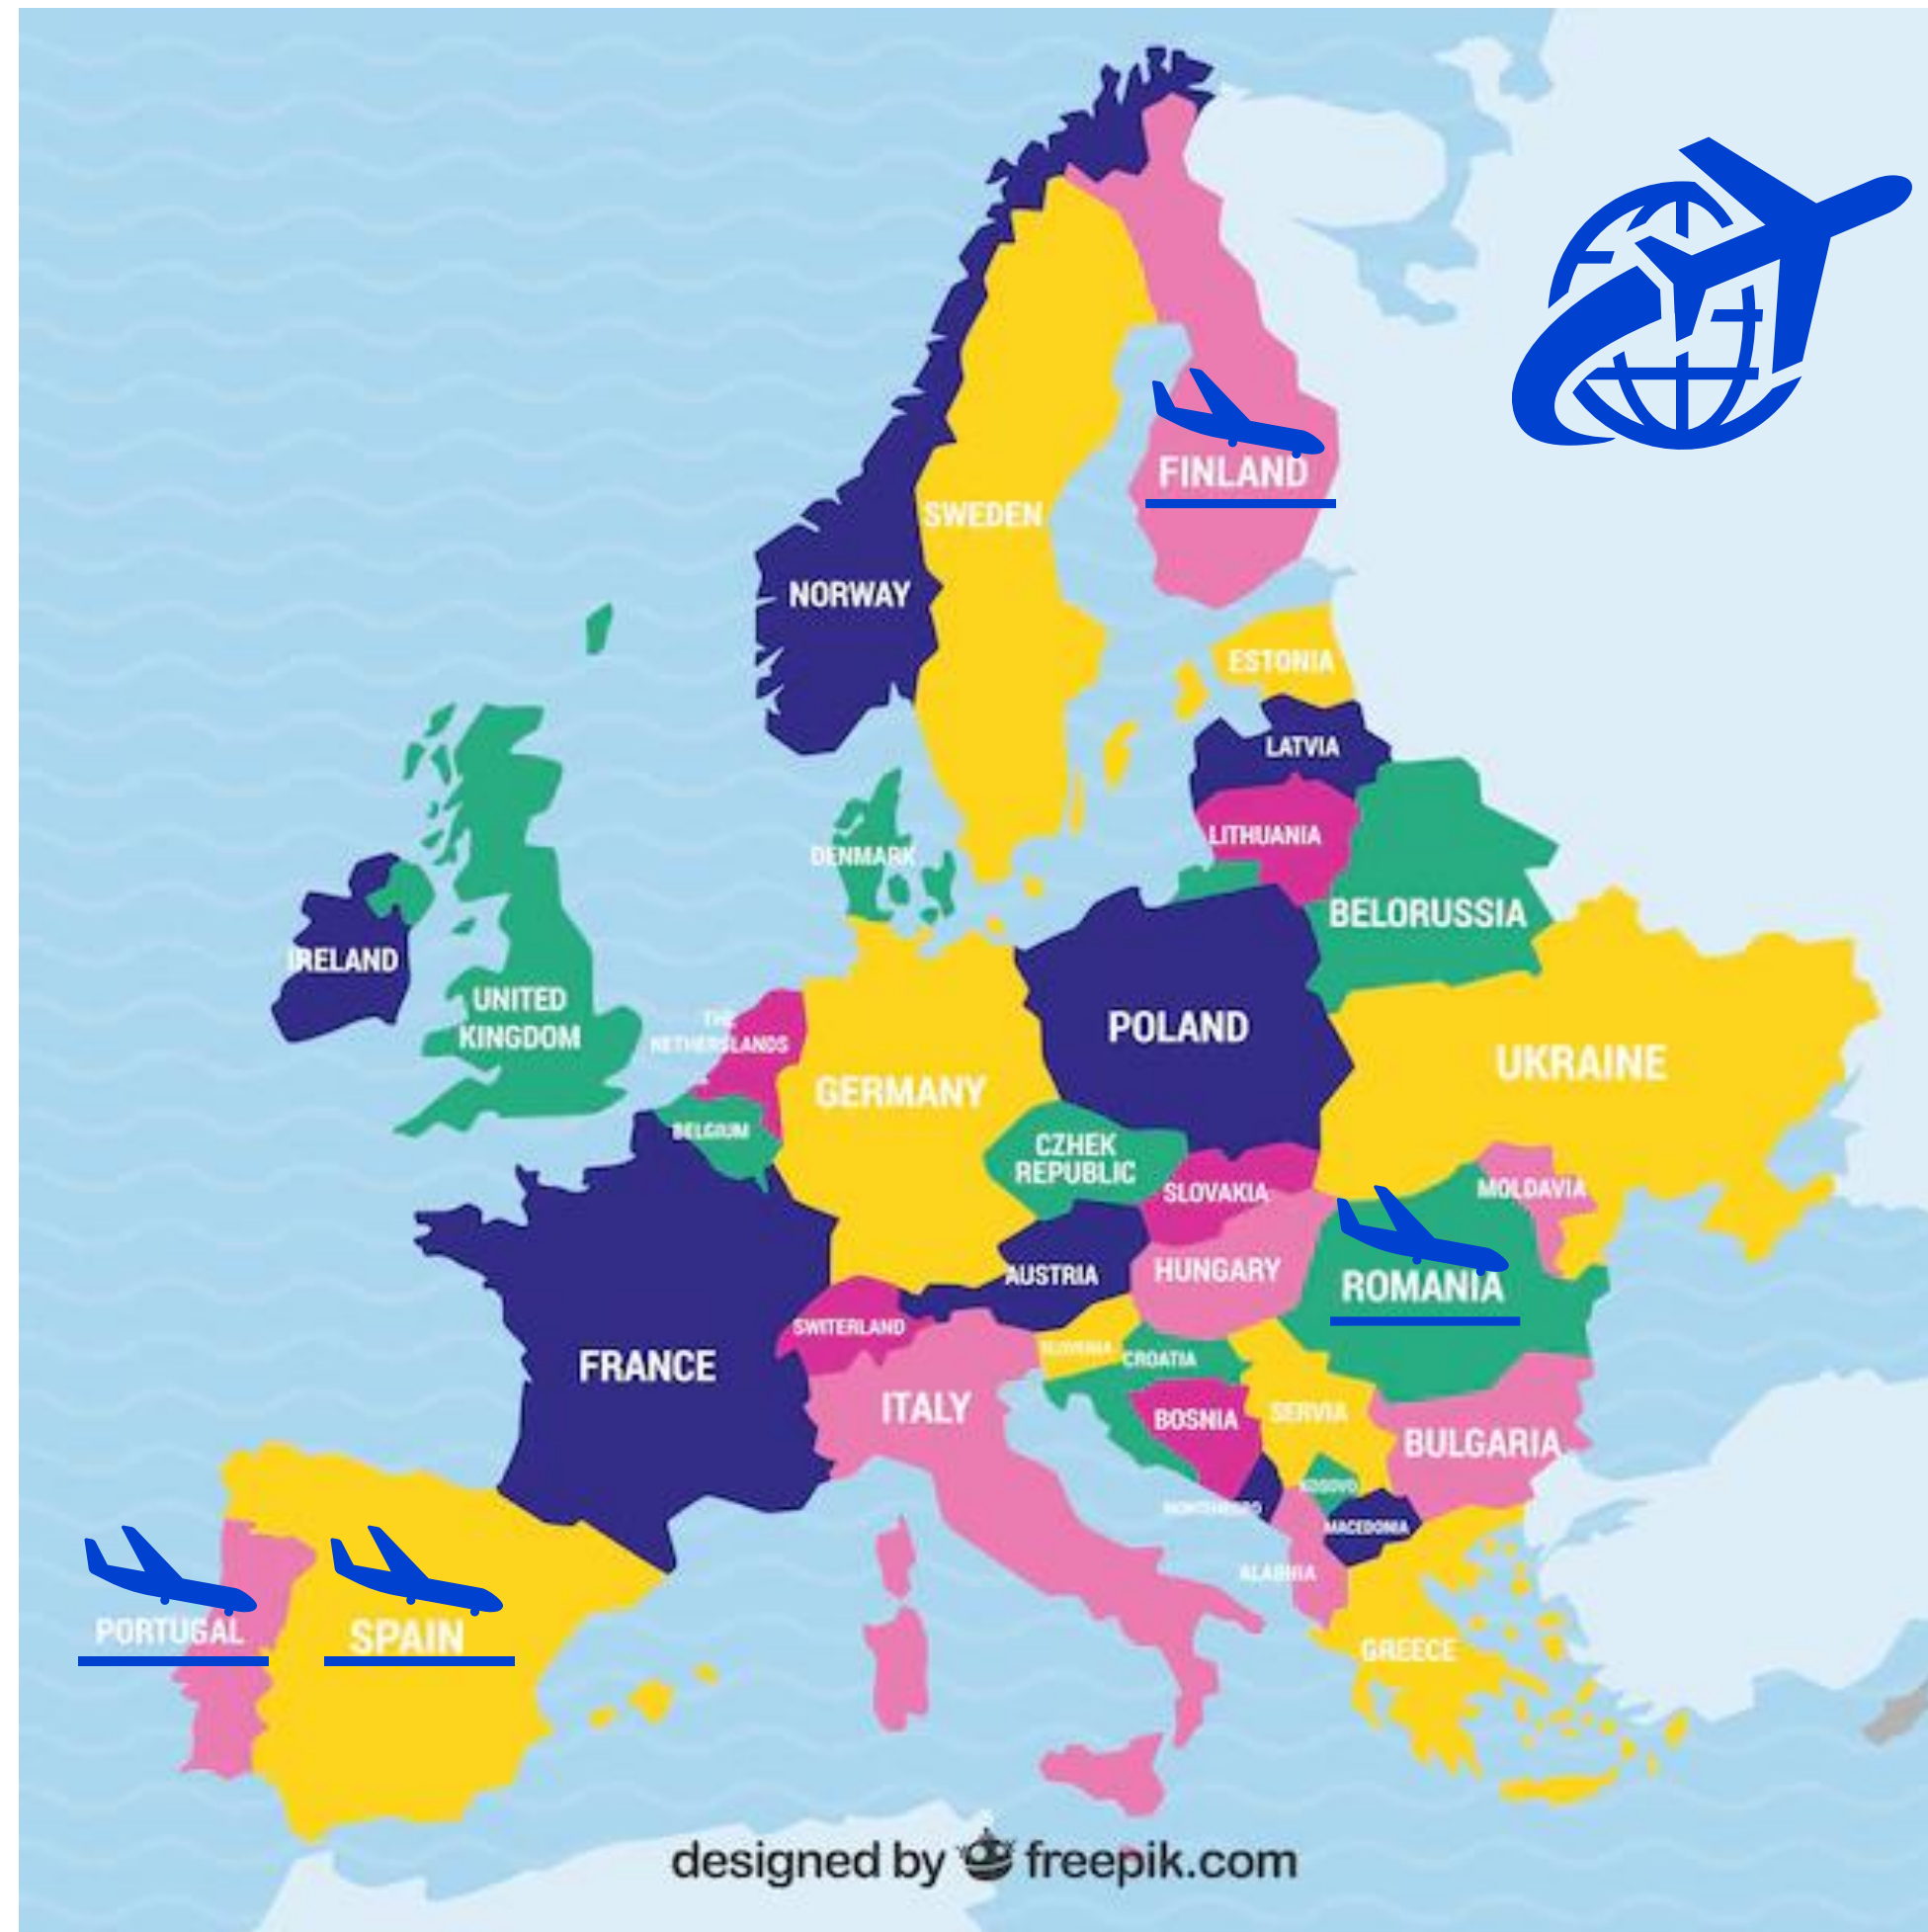 FINLAND
SWEDEN
NORWAY
ESTONIA
LATVIA
LITHUANIA
DENMARK
BELORUSSIA
IRELAND
UNITED
KINGDOM
THE
NETHERSLANDS
POLAND
GERMANY
UKRAINE
BELGIUM
CZHEK
REPUBLIC
SLOVAKIA
MOLDAVIA
AUSTRIA
HUNGARY
ROMANIA
SWITERLAND
SLOVENIA
CROATIA
FRANCE
ITALY
BOSNIA
SERVIA
BULGARIA
KOSOVO
MACEDONIA
ALABNIA
PORTUGAL
SPAIN
GREECE
designed by freepik.com